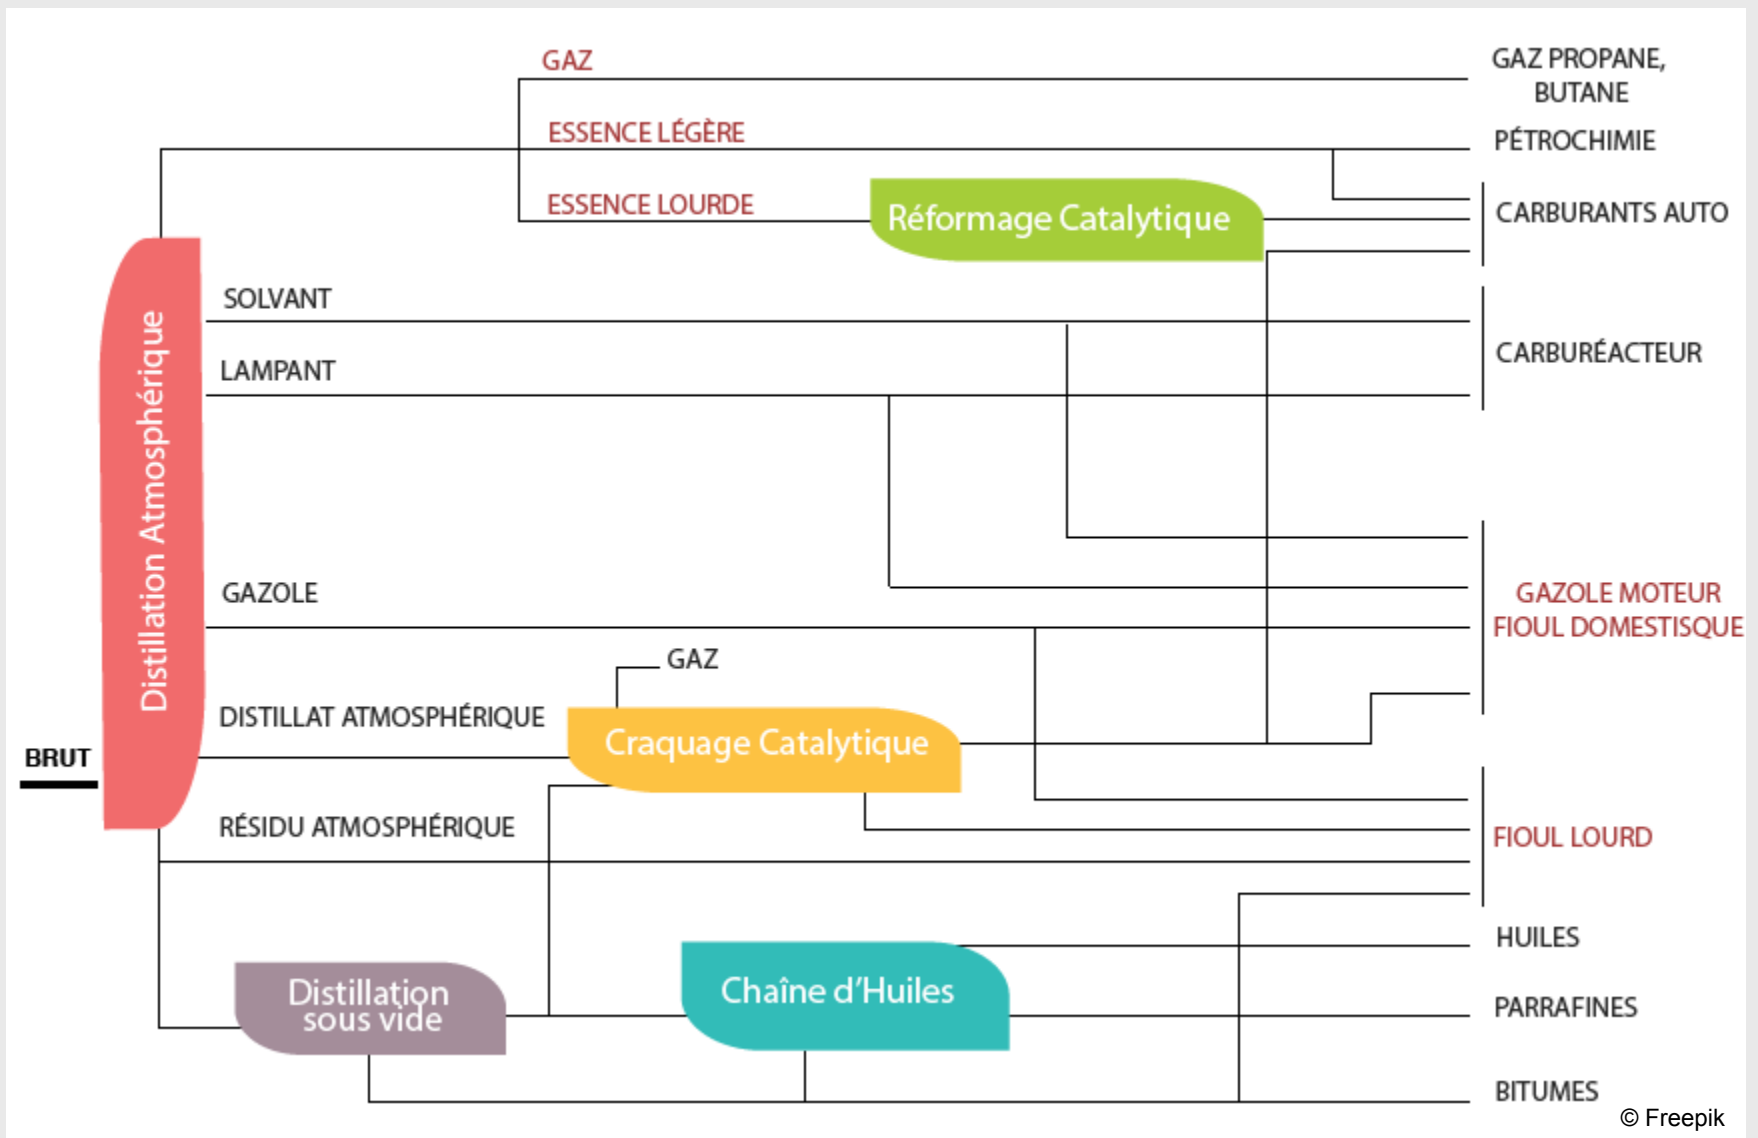 GAZ
GAZ PROPANE,
BUTANE
ESSENCE LÉGÈRE
PÉTROCHIMIE
ESSENCE LOURDE
Réformage Catalytique
CARBURANTS AUTO
Distillation Atmosphérique
SOLVANT
CARBURÉACTEUR
LAMPANT
GAZOLE
GAZOLE MOTEUR
FIOUL DOMESTISQUE
GAZ
DISTILLAT ATMOSPHÉRIQUE
Craquage Catalytique
BRUT
RÉSIDU ATMOSPHÉRIQUE
FIOUL LOURD
HUILES
Distillation
sous vide
Chaîne d'Huiles
PARRAFINES
BITUMES
© Freepik